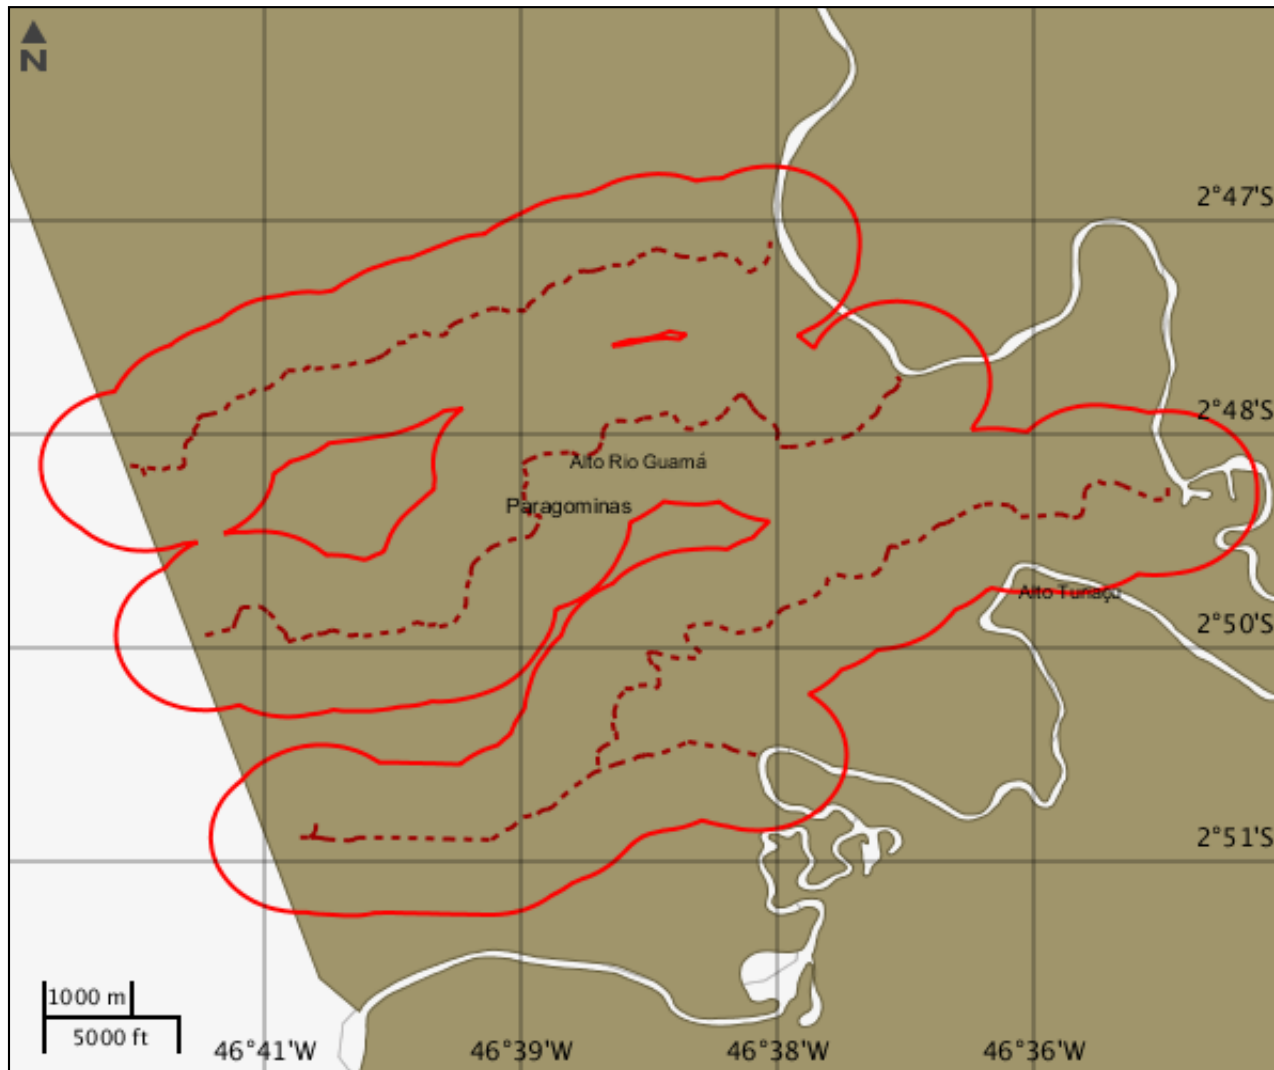 N
2°47'S
2°48'S
Alto Rio Guamá
Paragominas
Alto Turiaçu
2°50'S
2°51'S
1000 m
5000 ft
46°41'W
46°39'W
46°38'W
46°36'W